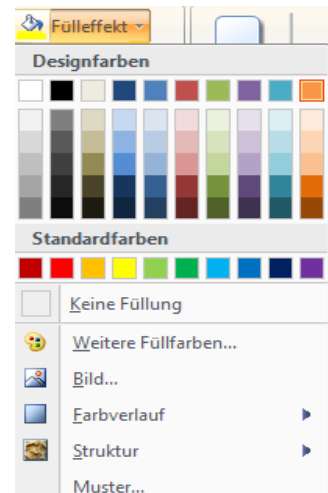 Fülleffekt
Designfarben
Standardfarben
Keine Füllung
Weitere Füllfarben...
Bild...
Farbverlauf
Struktur
Muster...